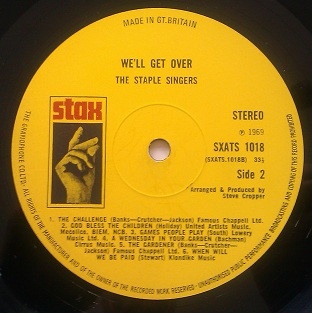 MADE IN GT. BRITAIN
WE'LL GET OVER
THE STAPLE SINGERS
stax
STEREO
℗ 1969
SXATS 1018
(SXATS.1018B) 33⅓
Side 2
Arranged & Produced by
Steve Cropper
1. THE CHALLENGE (Banks—Crutcher—Jackson) Famous Chappell Ltd.
2. GOD BLESS THE CHILDREN (Holiday) United Artists Music.
Metaolic, BIEM, NCB. 3. GAMES PEOPLE PLAY (South) Lowery
Music Ltd. 4. A WEDNESDAY IN YOUR GARDEN (Bachman)
Cirrus Music. 5. THE GARDENER (Banks—Crutcher—
Jackson) Famous Chappell Ltd. 6. WHEN WILL
WE BE PAID (Stewart) Klondike Music
THE GRAMOPHONE CO. LTD. ALL RIGHTS OF THE MANUFACTURER AND OF THE OWNER OF THE RECORDED WORK RESERVED · UNAUTHORISED PUBLIC PERFORMANCE BROADCASTING AND COPYING OF THIS RECORD PROHIBITED